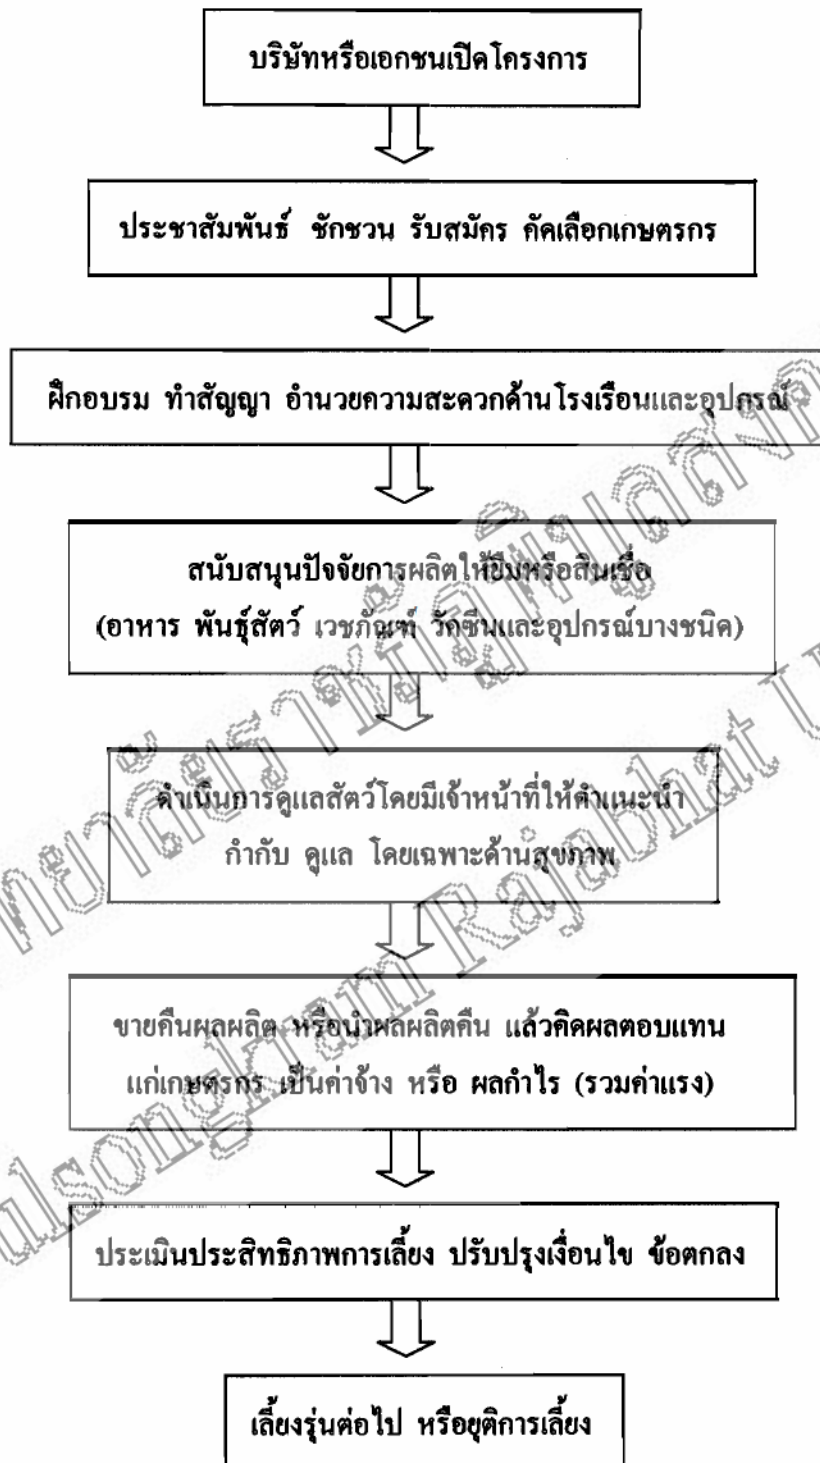 บริษัทหรือเอกชนเปิดโครงการ
ประชาสัมพันธ์ ชักชวน รับสมัคร คัดเลือกเกษตรกร
ฝึกอบรม ทำสัญญา อำนวยความสะดวกด้านโรงเรือนและอุปกรณ์
สนับสนุนปัจจัยการผลิตให้ยืมหรือสินเชื่อ
(อาหาร พันธุ์สัตว์ เวชภัณฑ์ วัคซีนและอุปกรณ์บางชนิด)
ดำเนินการดูแลสัตว์โดยมีเจ้าหน้าที่ให้คำแนะนำ
กำกับ ดูแล โดยเฉพาะด้านสุขภาพ
ขายคืนผลผลิต หรือนำผลผลิตคืน แล้วคิดผลตอบแทน
แก่เกษตรกร เป็นค่าจ้าง หรือ ผลกำไร (รวมค่าแรง)
ประเมินประสิทธิภาพการเลี้ยง ปรับปรุงเงื่อนไข ข้อตกลง
เลี้ยงรุ่นต่อไป หรือยุติการเลี้ยง
ulsongkram Rajabhat U